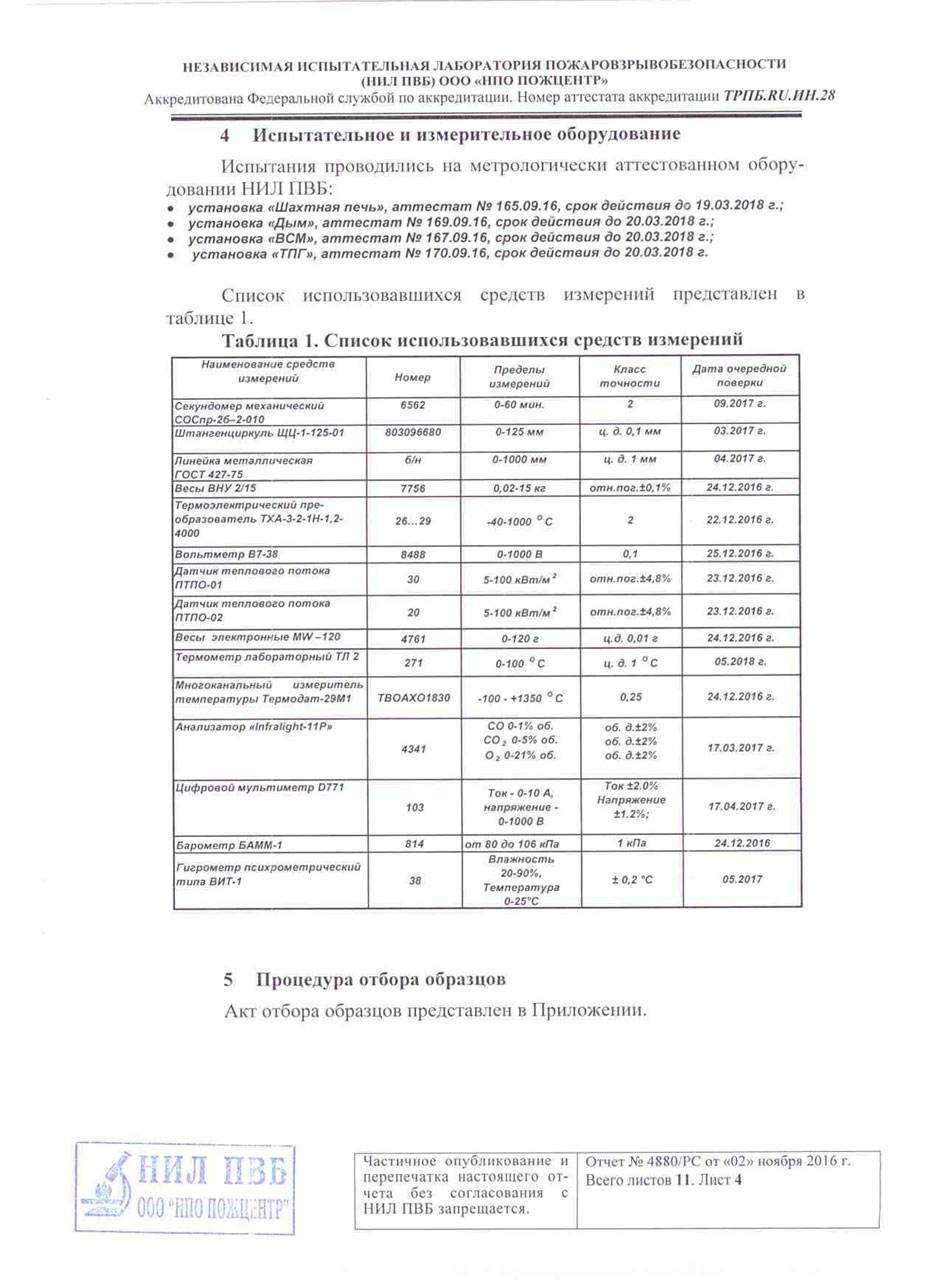 НЕЗАВИСИМАЯ ИСПЫТАТЕЛЬНАЯ ЛАБОРАТОРИЯ ПОЖАРОВЗРЫВОБЕЗОПАСНОСТИ
(НИЛ ПВБ) ООО «НПО ПОЖЦЕНТР»
Аккредитована Федеральной службой по аккредитации. Номер аттестата аккредитации ТРПБ.RU.ИН.28
4 Испытательное и измерительное оборудование
Испытания проводились на метрологически аттестованном обору-
довании НИЛ ПВБ:
• установка «Шахтная печь», аттестат № 165.09.16, срок действия до 19.03.2018 г.;
• установка «Дым», аттестат № 169.09.16, срок действия до 20.03.2018 г.;
• установка «ВСМ», аттестат № 167.09.16, срок действия до 20.03.2018 г.;
• установка «ТПГ», аттестат № 170.09.16, срок действия до 20.03.2018 г.
Список использовавшихся средств измерений представлен в
таблице 1.
Таблица 1. Список использовавшихся средств измерений
Наименование средств
измерений
Номер
Пределы
измерений
Класс
точности
Дата очередной
поверки
Секундомер механический
СОСпр-2б-2-010
6562
0-60 мин.
2
09.2017 г.
Штангенциркуль ЩЦ-1-125-01
803096680
0-125 мм
ц. д. 0,1 мм
03.2017 г.
Линейка металлическая
ГОСТ 427-75
б/н
0-1000 мм
ц. д. 1 мм
04.2017 г.
Весы ВНУ 2/15
7756
0,02-15 кг
отн.пог.±0,1%
24.12.2016 г.
Термоэлектрический пре-
образователь ТХА-3-2-1Н-1,2-
4000
26...29
-40-1000 °С
2
22.12.2016 г.
Вольтметр В7-38
8488
0-1000 В
0,1
25.12.2016 г.
Датчик теплового потока
ПТПО-01
30
5-100 кВт/м²
отн.пог.±4,8%
23.12.2016 г.
Датчик теплового потока
ПТПО-02
20
5-100 кВт/м²
отн.пог.±4,8%
23.12.2016 г.
Весы электронные MW–120
4761
0-120 г
ц.д. 0,01 г
24.12.2016 г.
Термометр лабораторный ТЛ 2
271
0-100 °С
ц. д. 1 °С
05.2018 г.
Многоканальный измеритель
температуры Термодат-29М1
ТВОАХО1830
-100 - +1350 °С
0,25
24.12.2016 г.
Анализатор «Infralight-11P»
4341
СО 0-1% об.
СО₂ 0-5% об.
О₂ 0-21% об.
об. д.±2%
об. д.±2%
об. д.±2%
17.03.2017 г.
Цифровой мультиметр D771
103
Ток - 0-10 А,
напряжение -
0-1000 В
Ток ±2.0%
Напряжение
±1.2%;
17.04.2017 г.
Барометр БАММ-1
814
от 80 до 106 кПа
1 кПа
24.12.2016
Гигрометр психрометрический
типа ВИТ-1
38
Влажность
20-90%,
Температура
0-25°С
± 0,2 °С
05.2017
5 Процедура отбора образцов
Акт отбора образцов представлен в Приложении.
НИЛ ПВБ
ООО "НПО ПОЖЦЕНТР"
Частичное опубликование и
перепечатка настоящего от-
чета без согласования с
НИЛ ПВБ запрещается.
Отчет № 4880/РС от «02» ноября 2016 г.
Всего листов 11. Лист 4